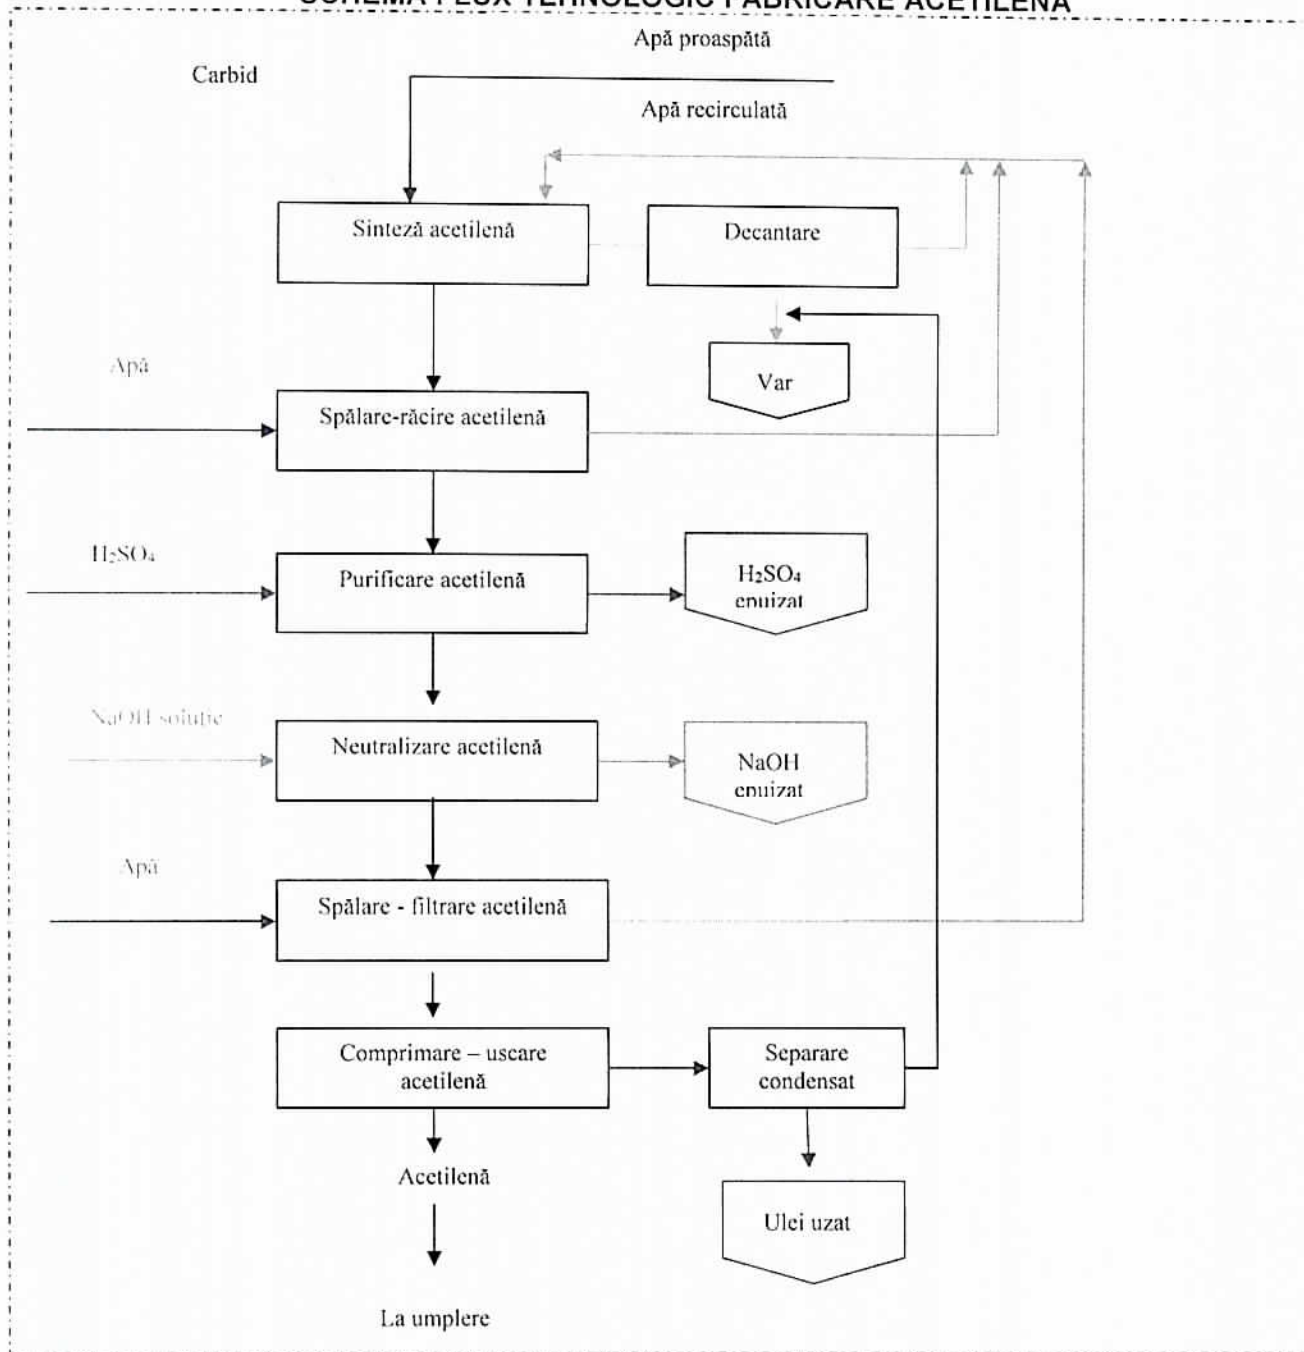 SCHEMA FLUX TEHNOLOGIC FABRICARE ACETILENA
Apă proaspătă
Carbid
Apă recirculată
Sinteză acetilenă
Decantare
Apă
Var
Spălare-răcire acetilenă
H₂SO₄
Purificare acetilenă
H₂SO₄
epuizat
NaOH soluție
Neutralizare acetilenă
NaOH
epuizat
Apă
Spălare - filtrare acetilenă
Comprimare – uscare
acetilenă
Separare
condensat
Acetilenă
Ulei uzat
La umplere